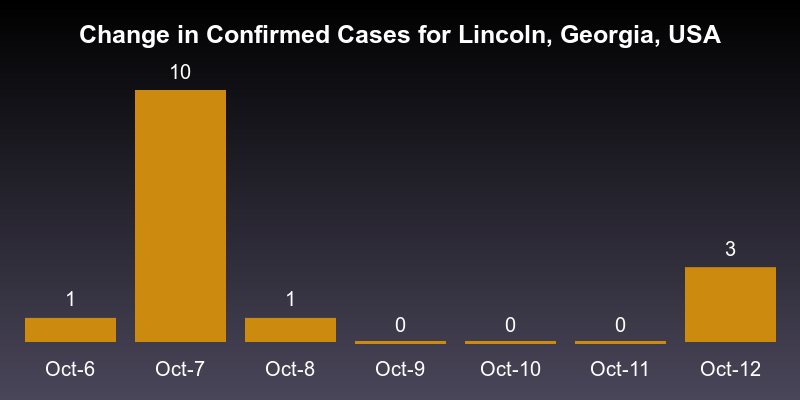 Change in Confirmed Cases for Lincoln, Georgia, USA
10
3
1
1
0
0
0
Oct-6
Oct-7
Oct-8
Oct-9
Oct-10
Oct-11
Oct-12